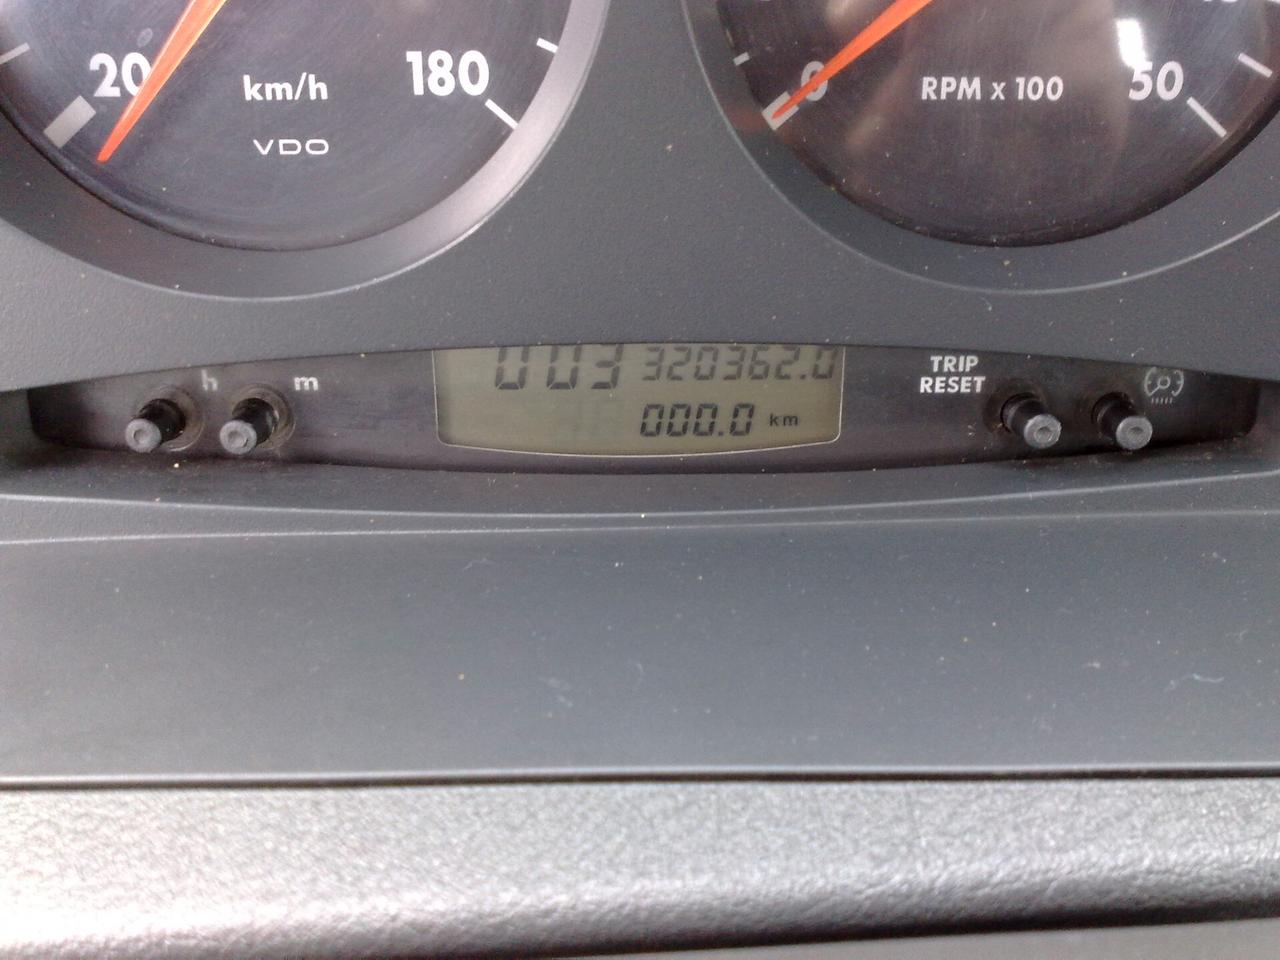 20
km/h
180
VDO
0
RPM x 100
50
h
m
003
320362.0
000.0 km
TRIP
RESET